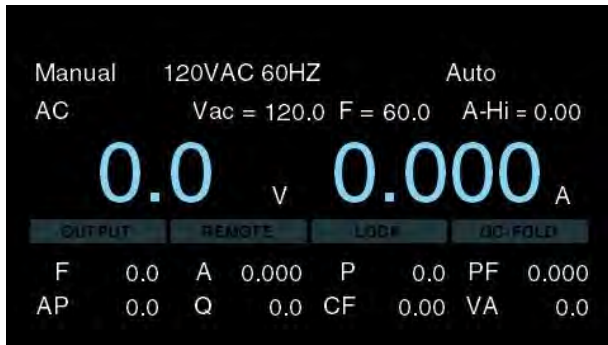 Manual 120VAC 60HZ Auto
AC Vac = 120.0 F = 60.0 A-Hi = 0.00
0.0 V 0.000 A
OUTPUT REMOTE LOCK OC-FOLD
F 0.0 A 0.000 P 0.0 PF 0.000
AP 0.0 Q 0.0 CF 0.00 VA 0.0